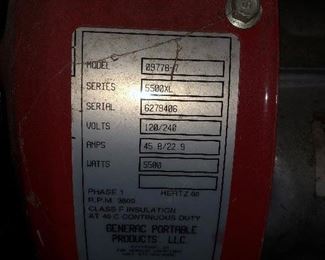 MODEL 09778-7
SERIES 5500XL
SERIAL 6279406
VOLTS 120/240
AMPS 45.8/22.9
WATTS 5500
PHASE 1 HERTZ 60
R.P.M. 3600
CLASS F INSULATION
AT 40 C CONTINUOUS DUTY
GENERAC PORTABLE
PRODUCTS, LLC.